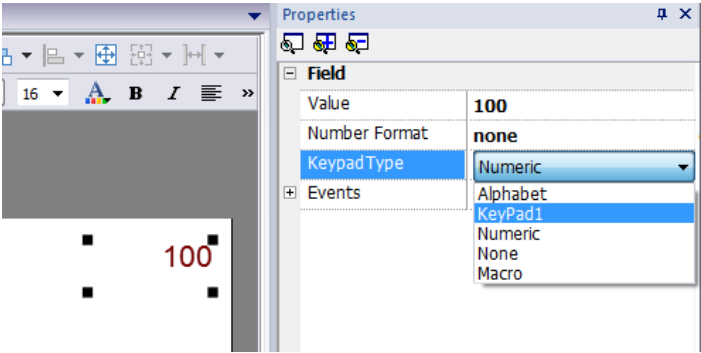 Properties
16 A B I »
Field
Value 100
Number Format none
KeypadType Numeric
Events
Alphabet
KeyPad1
Numeric
None
Macro
100